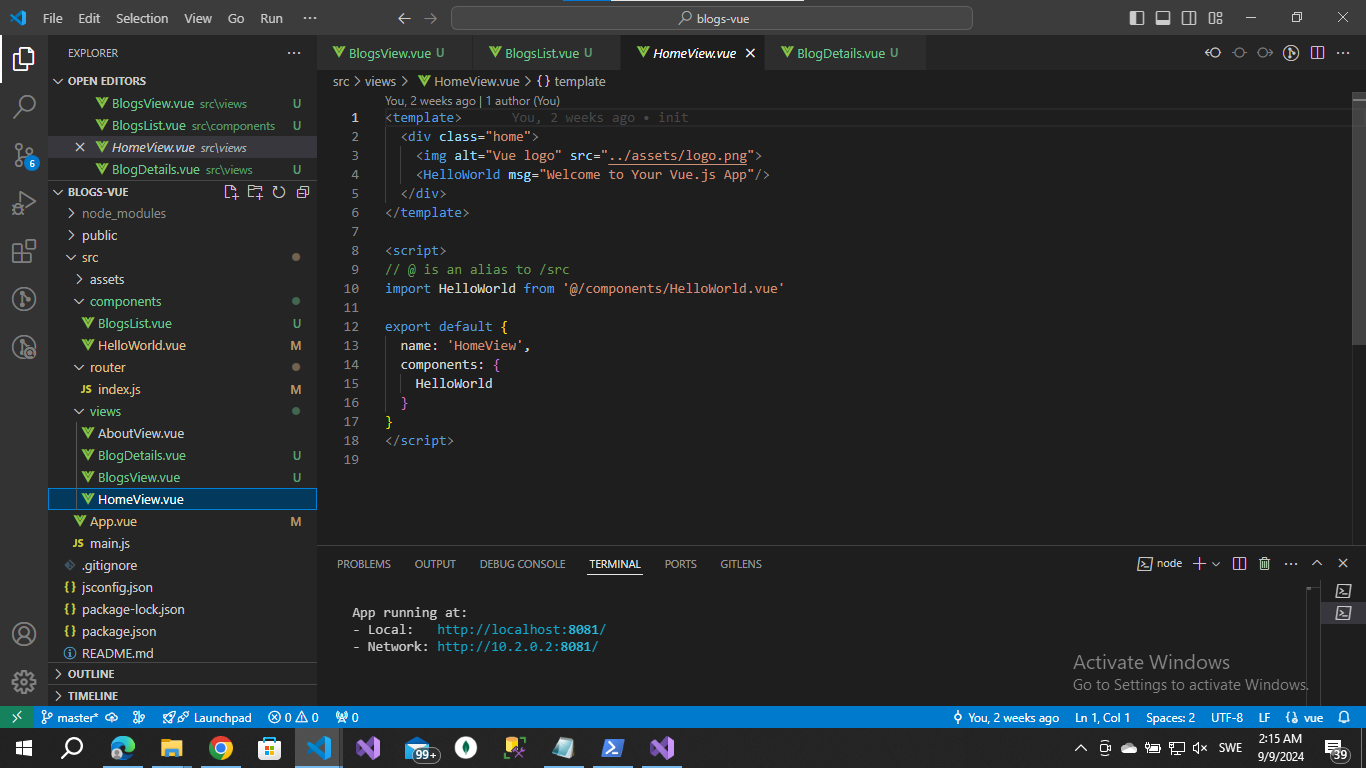 File Edit Selection View Go Run ···
blogs-vue
EXPLORER
OPEN EDITORS
BlogsView.vue src\views U
BlogsList.vue src\components U
HomeView.vue src\views
BlogDetails.vue src\views U
BLOGS-VUE
node_modules
public
src
assets
components
BlogsList.vue U
HelloWorld.vue M
router
JS index.js M
views
AboutView.vue
BlogDetails.vue U
BlogsView.vue U
HomeView.vue
App.vue M
JS main.js
.gitignore
{} jsconfig.json
{} package-lock.json
{} package.json
README.md
OUTLINE
TIMELINE
BlogsView.vue U BlogsList.vue U HomeView.vue BlogDetails.vue U
src > views > HomeView.vue > {} template
You, 2 weeks ago | 1 author (You)
1 <template> You, 2 weeks ago • init
2 <div class="home">
3 <img alt="Vue logo" src="../assets/logo.png">
4 <HelloWorld msg="Welcome to Your Vue.js App"/>
5 </div>
6 </template>
7
8 <script>
9 // @ is an alias to /src
10 import HelloWorld from '@/components/HelloWorld.vue'
11
12 export default {
13 name: 'HomeView',
14 components: {
15 HelloWorld
16 }
17 }
18 </script>
19
PROBLEMS OUTPUT DEBUG CONSOLE TERMINAL PORTS GITLENS
node
App running at:
- Local: http://localhost:8081/
- Network: http://10.2.0.2:8081/
Activate Windows
Go to Settings to activate Windows.
6
master* Launchpad 0 0 0
You, 2 weeks ago Ln 1, Col 1 Spaces: 2 UTF-8 LF vue
99+
SWE
2:15 AM
9/9/2024
39